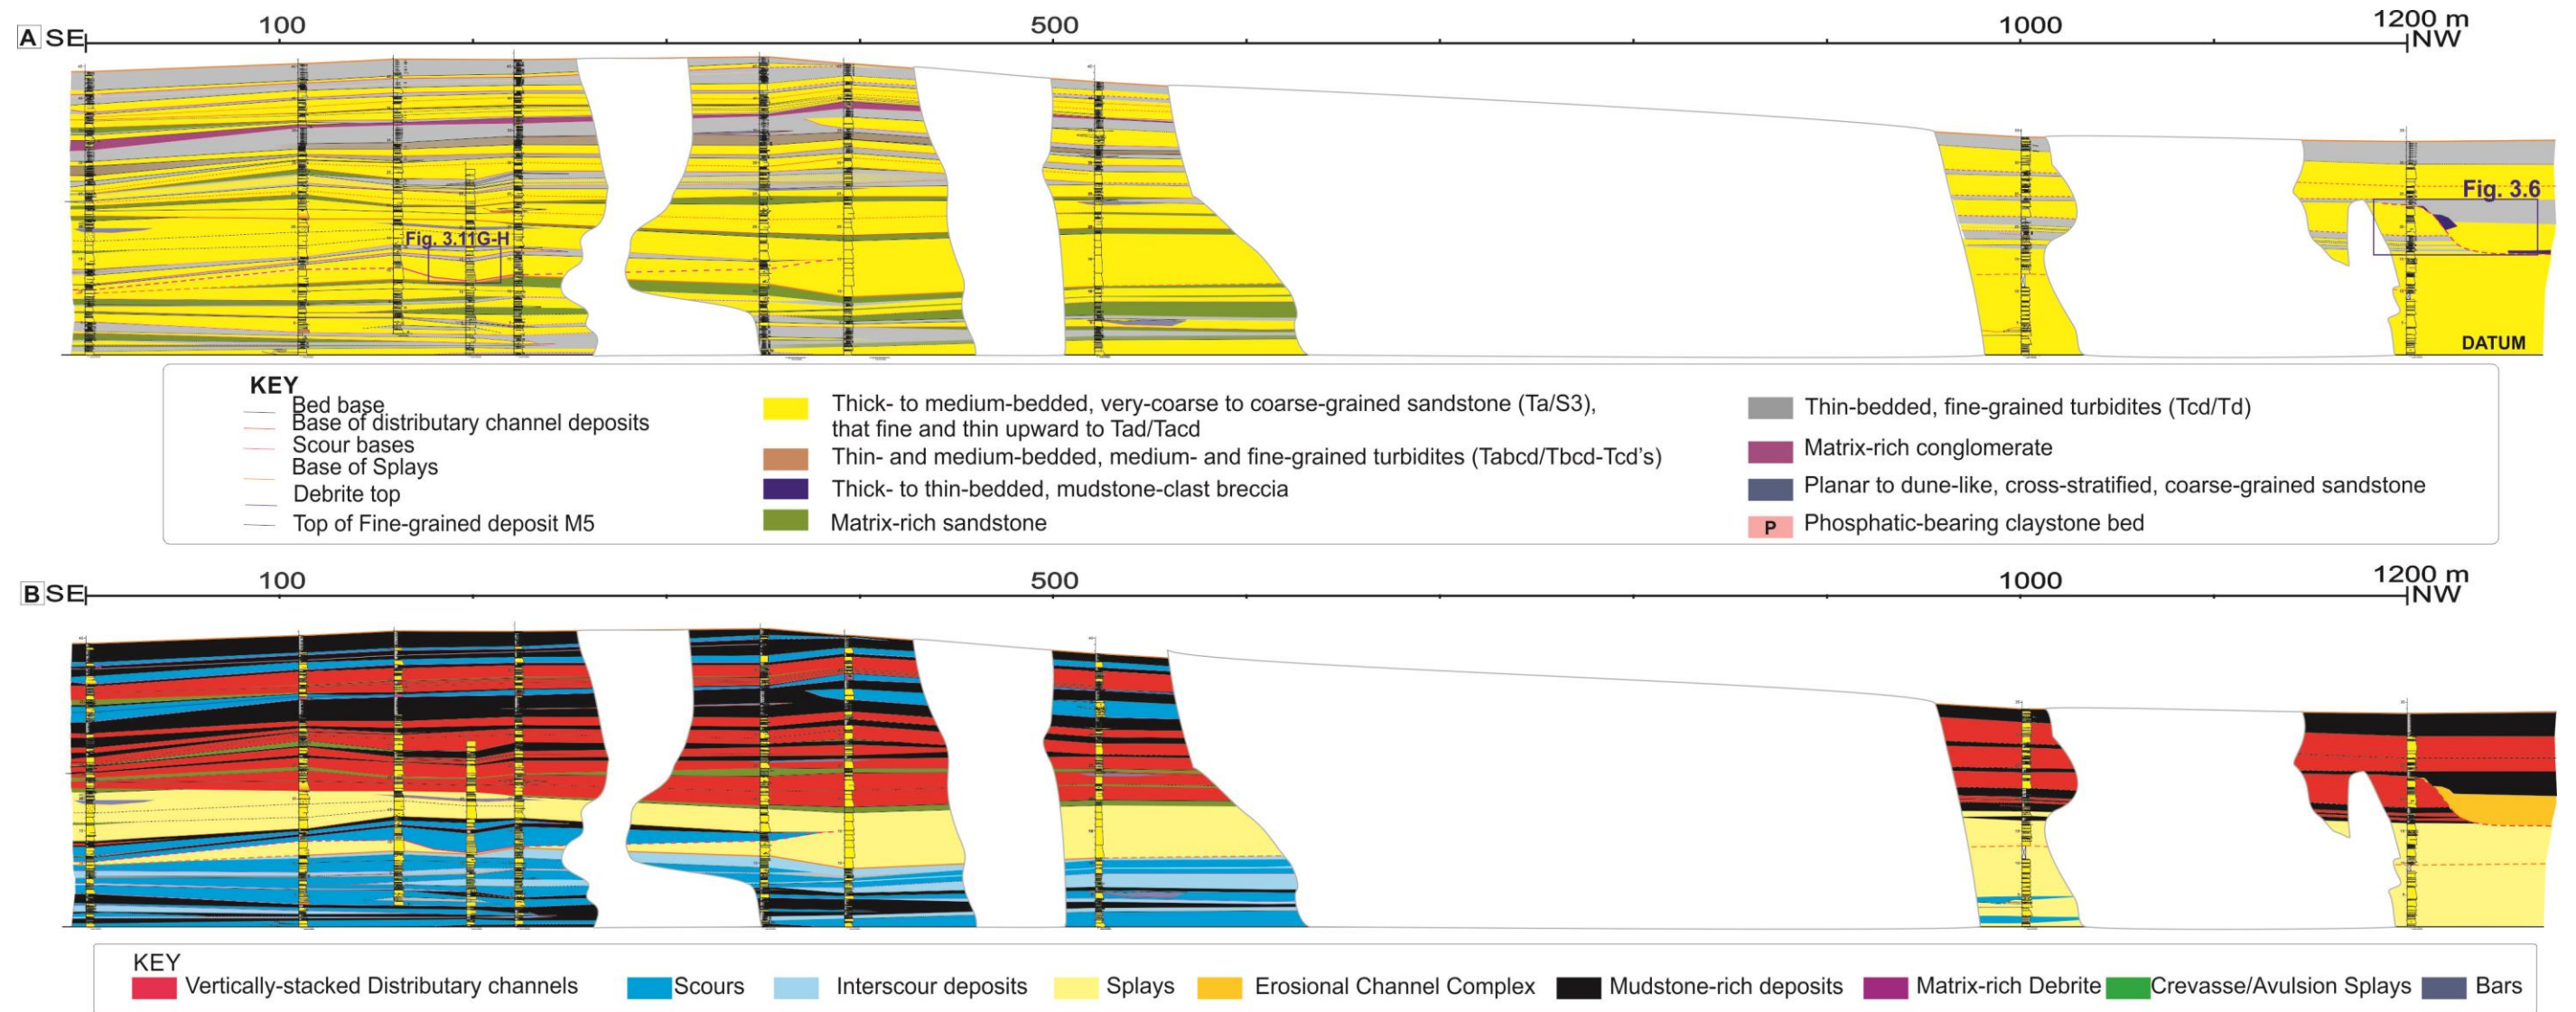 100 500 1000 1200 m
A SE NW
Fig. 3.6
Fig. 3.11G-H
DATUM
KEY
Bed base
Base of distributary channel deposits
Scour bases
Base of Splays
Debrite top
Top of Fine-grained deposit M5
Thick- to medium-bedded, very-coarse to coarse-grained sandstone (Ta/S3),
that fine and thin upward to Tad/Tacd
Thin- and medium-bedded, medium- and fine-grained turbidites (Tabcd/Tbcd-Tcd's)
Thick- to thin-bedded, mudstone-clast breccia
Matrix-rich sandstone
Thin-bedded, fine-grained turbidites (Tcd/Td)
Matrix-rich conglomerate
Planar to dune-like, cross-stratified, coarse-grained sandstone
P Phosphatic-bearing claystone bed
100 500 1000 1200 m
B SE NW
KEY
Vertically-stacked Distributary channels Scours Interscour deposits Splays Erosional Channel Complex Mudstone-rich deposits Matrix-rich Debrite Crevasse/Avulsion Splays Bars